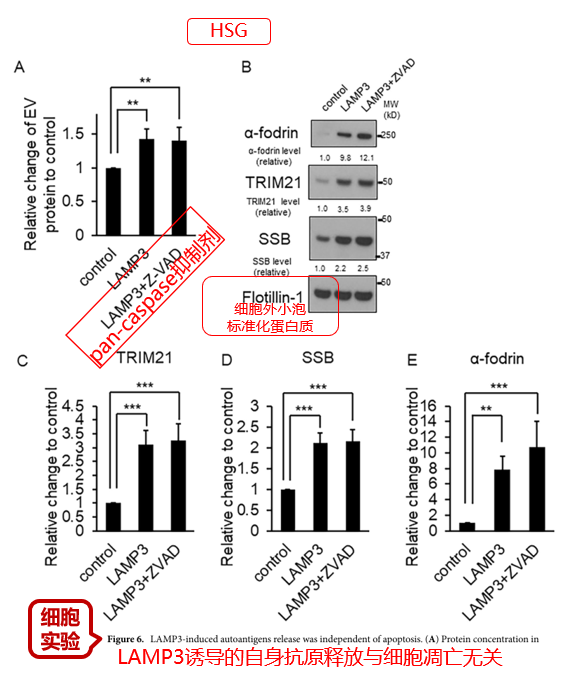 HSG
A
B
Relative change of EV
protein to control
**
**
1.5
1
0.5
0
control
LAMP3
LAMP3+Z-VAD
pan-caspase抑制剂
control
LAMP3
LAMP3+ZVAD
MW
(kD)
α-fodrin
250
α-fodrin level
(relative)
1.0 9.8 12.1
TRIM21
50
TRIM21 level
(relative)
1.0 3.5 3.9
50
SSB
37
SSB level
(relative)
1.0 2.2 2.5
50
Flotillin-1
细胞外小泡
标准化蛋白质
C
TRIM21
Relative change to control
***
***
4.5
4
3.5
3
2.5
2
1.5
1
0.5
0
control
LAMP3
LAMP3+ZVAD
D
SSB
Relative change to control
***
***
3
2.5
2
1.5
1
0.5
0
control
LAMP3
LAMP3+ZVAD
E
α-fodrin
Relative change to control
***
**
16
14
12
10
8
6
4
2
0
control
LAMP3
LAMP3+ZVAD
细胞
实验
Figure 6. LAMP3-induced autoantigens release was independent of apoptosis. (A) Protein concentration in
LAMP3诱导的自身抗原释放与细胞凋亡无关